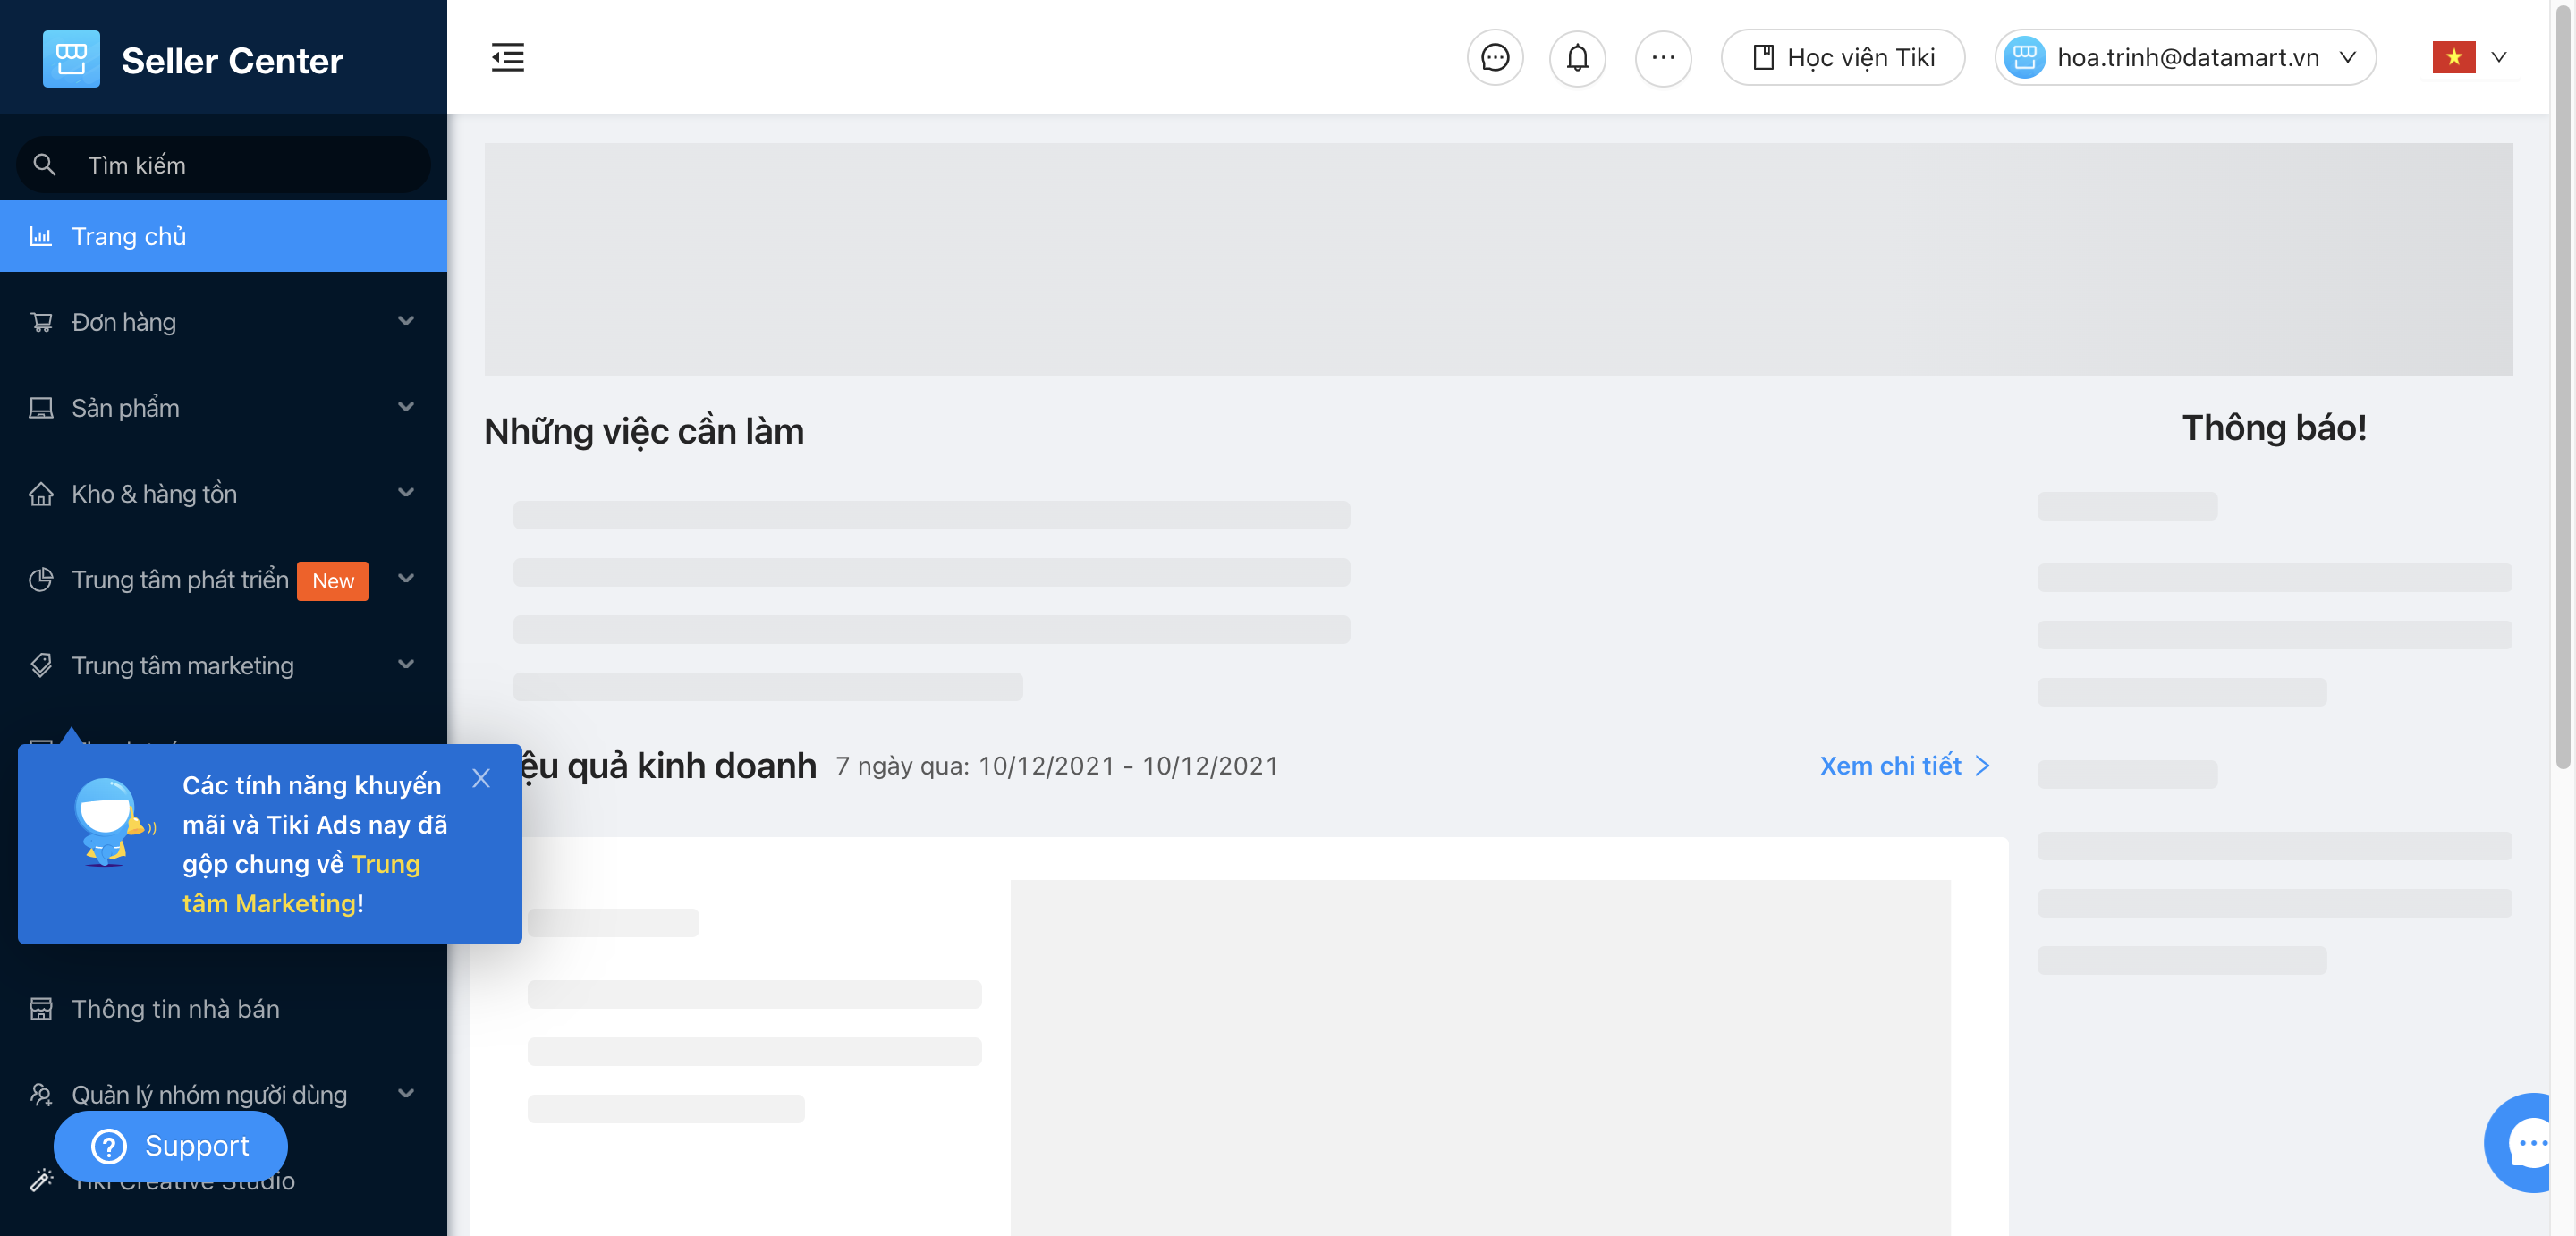 Seller Center
Học viện Tiki
hoa.trinh@datamart.vn
Tìm kiếm
Trang chủ
Đơn hàng
Sản phẩm
Kho & hàng tồn
Trung tâm phát triển New
Trung tâm marketing
Các tính năng khuyến
mãi và Tiki Ads nay đã
gộp chung về Trung
tâm Marketing!
Thông tin nhà bán
Quản lý nhóm người dùng
Support
Tiki Creative Studio
Những việc cần làm
Thông báo!
ệu quả kinh doanh 7 ngày qua: 10/12/2021 - 10/12/2021
Xem chi tiết